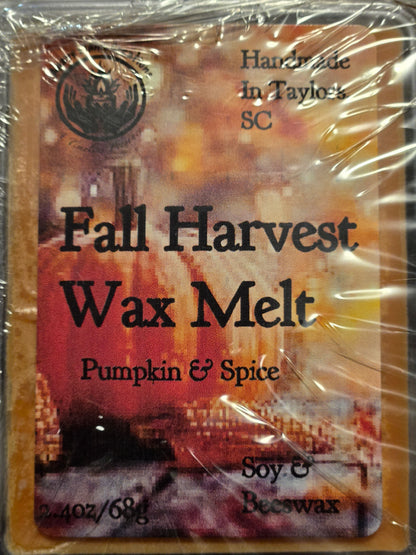 Handmade
In Taylors
SC
Fall Harvest
Wax Melt
Pumpkin & Spice
Soy &
Beeswax
2.4oz/68g